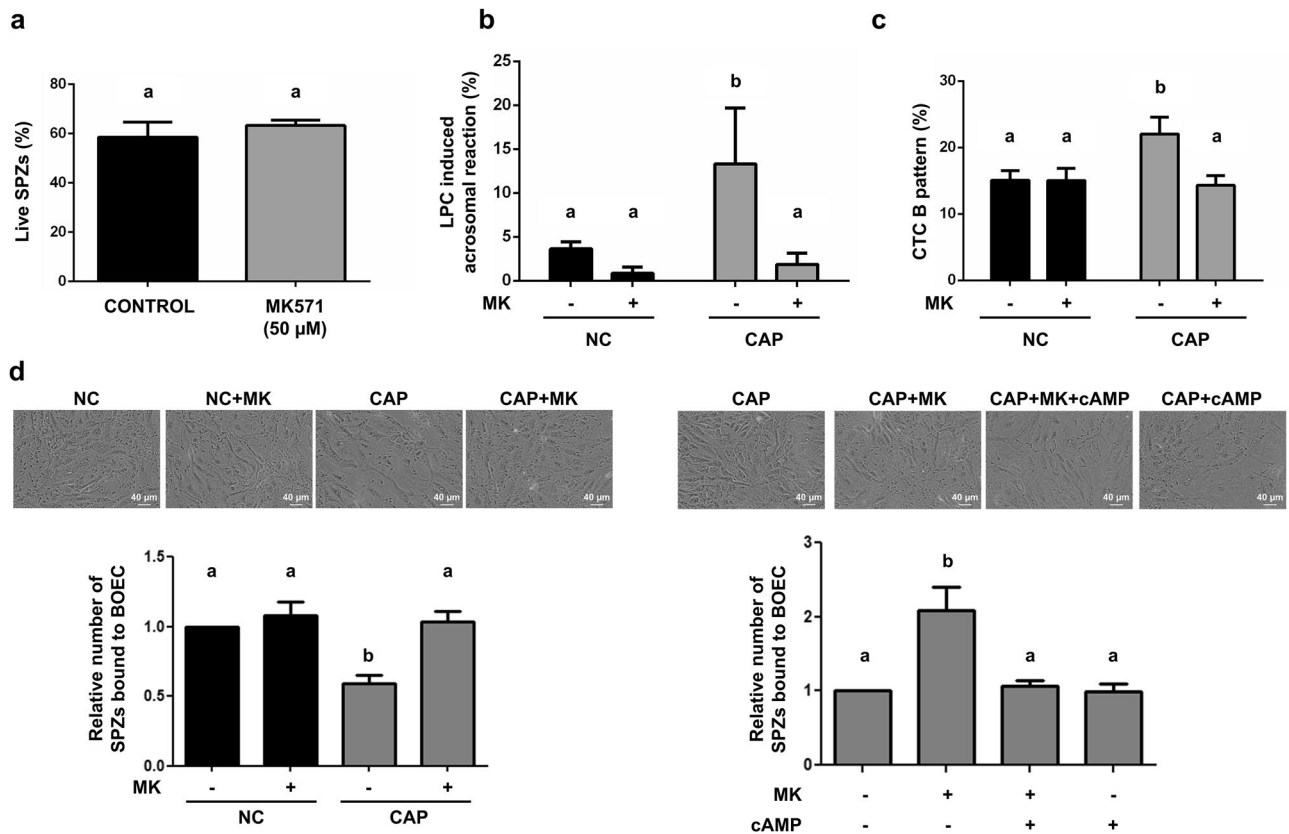 a
Live SPZs (%)
80
60
40
20
0
a
a
CONTROL
MK571
(50 µM)
b
LPC induced
acrosomal reaction (%)
25
20
15
10
5
0
a
a
b
a
MK
-
+
-
+
NC
CAP
c
CTC B pattern (%)
30
20
10
0
a
a
b
a
-
+
-
+
NC
CAP
d
NC
NC+MK
CAP
CAP+MK
40 µm
40 µm
40 µm
40 µm
Relative number of
SPZs bound to BOEC
1.5
1.0
0.5
0.0
a
a
b
a
MK
-
+
-
+
NC
CAP
CAP
CAP+MK
CAP+MK+cAMP
CAP+cAMP
40 µm
40 µm
40 µm
40 µm
Relative number of
SPZs bound to BOEC
3
2
1
0
a
b
a
a
MK
-
+
+
-
cAMP
-
-
+
+